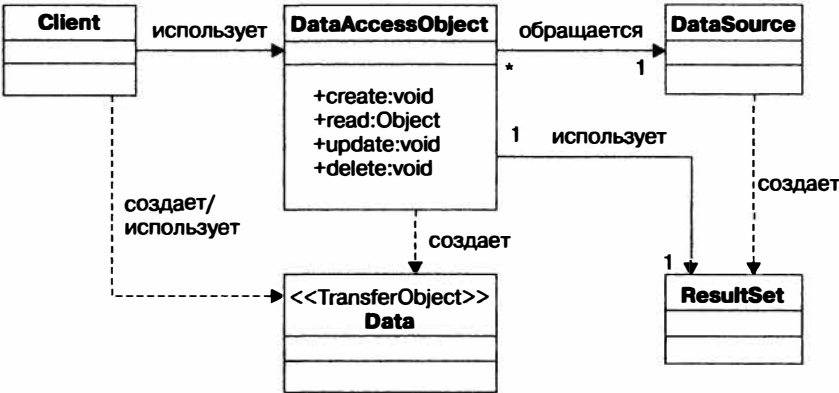 Client
использует
DataAccessObject
обращается
DataSource
*
1
+create:void
+read:Object
+update:void
+delete:void
1
использует
создает/
использует
создает
создает
1
<<TransferObject>>
Data
ResultSet